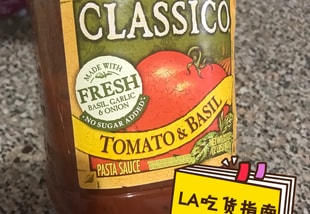 CLASSICO
MADE WITH
FRESH
BASIL, GARLIC
& ONION
NO SUGAR ADDED
TOMATO & BASIL
PASTA SAUCE
LA吃货指南